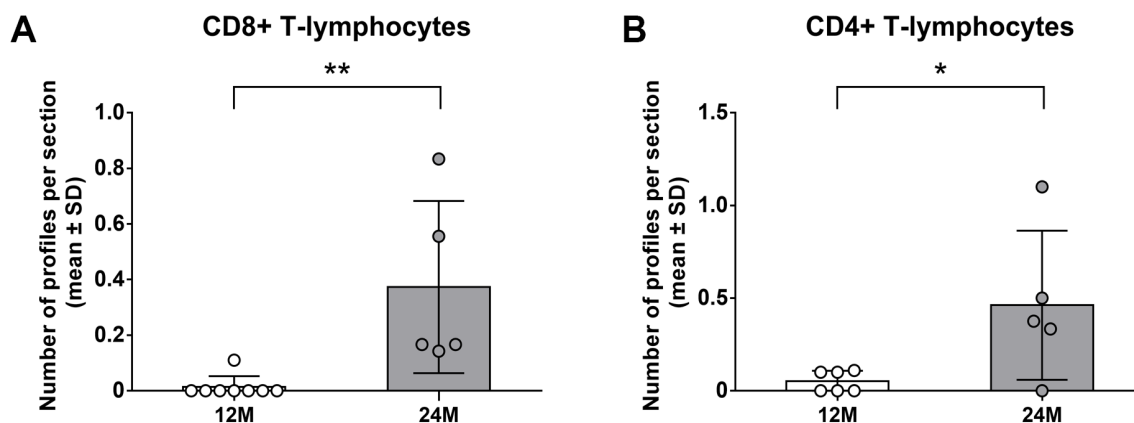 A
CD8+ T-lymphocytes
**
Number of profiles per section
(mean ± SD)
1.0
0.8
0.6
0.4
0.2
0
12M
24M
B
CD4+ T-lymphocytes
*
Number of profiles per section
(mean ± SD)
1.5
1.0
0.5
0
12M
24M